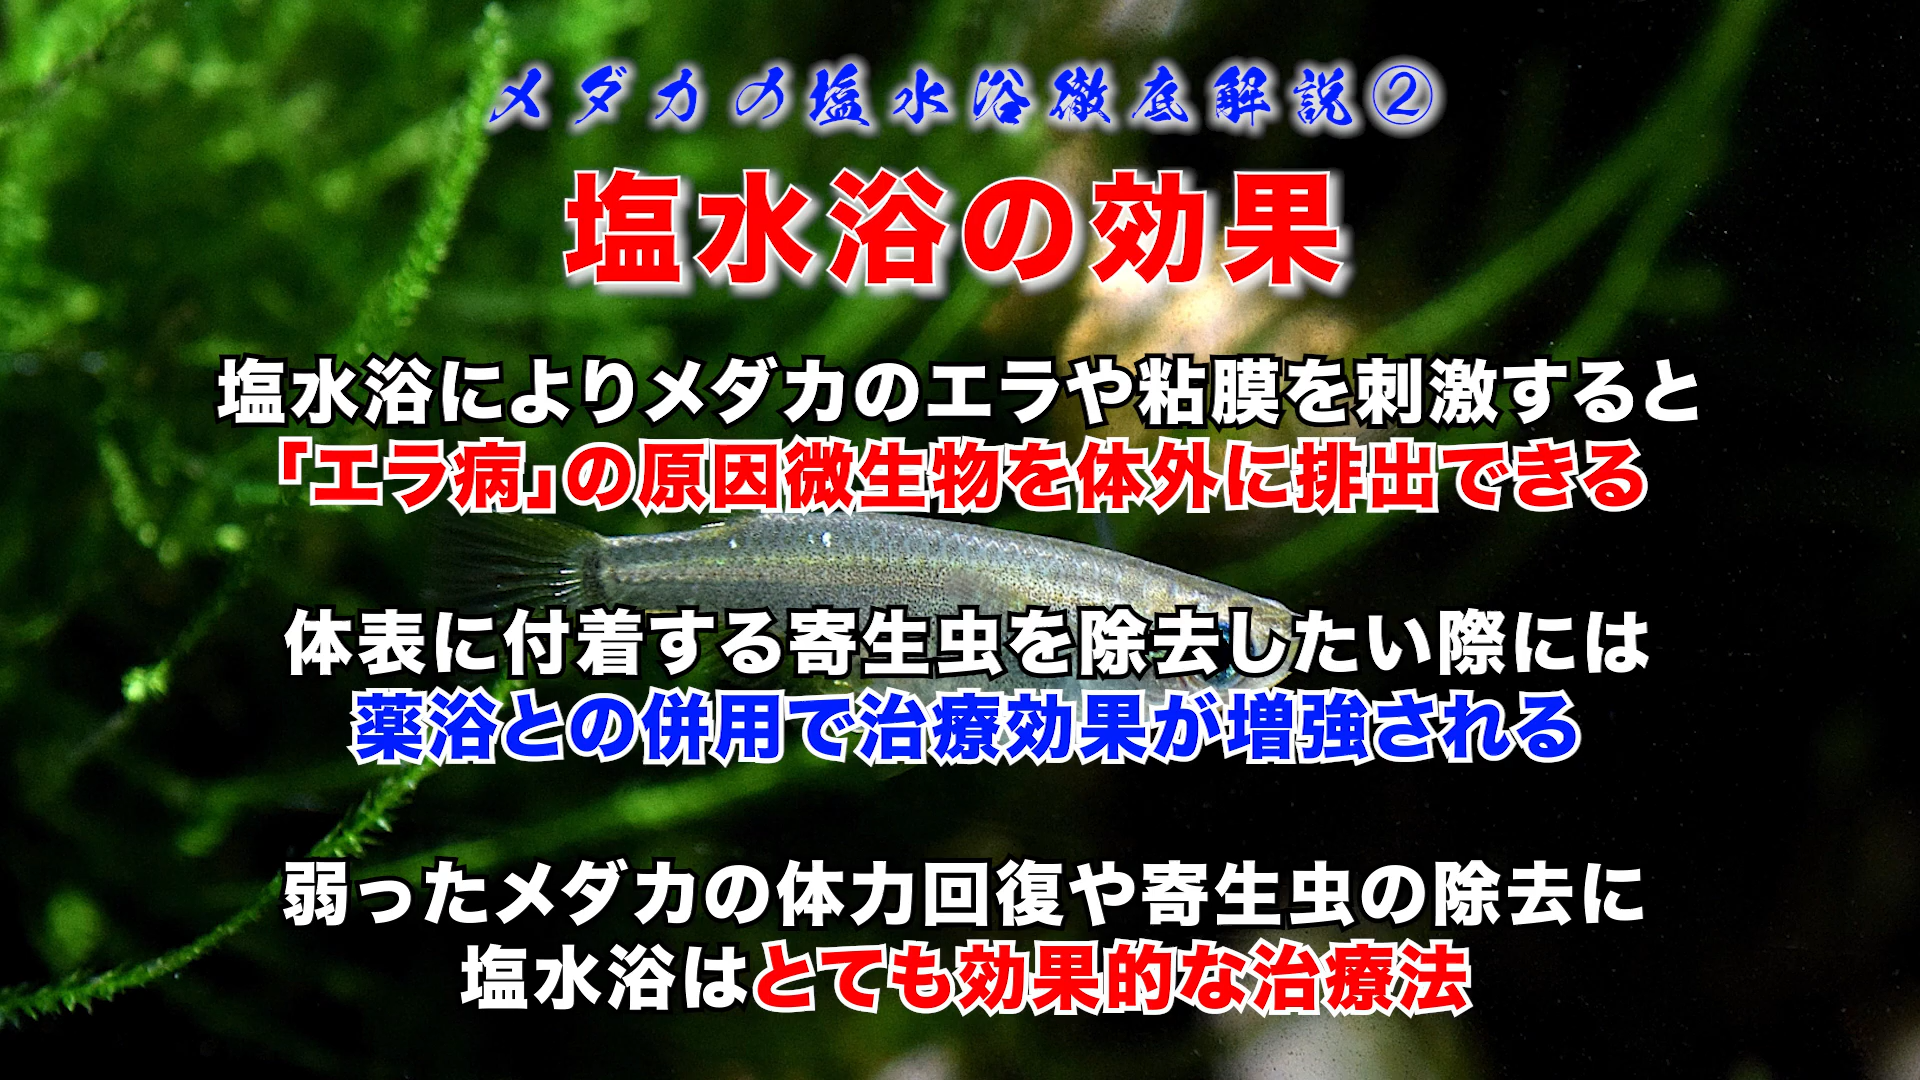 メダカの塩水浴徹底解説②
塩水浴の効果
塩水浴によりメダカのエラや粘膜を刺激すると
「エラ病」の原因微生物を体外に排出できる
体表に付着する寄生虫を除去したい際には
薬浴との併用で治療効果が増強される
弱ったメダカの体力回復や寄生虫の除去に
塩水浴はとても効果的な治療法